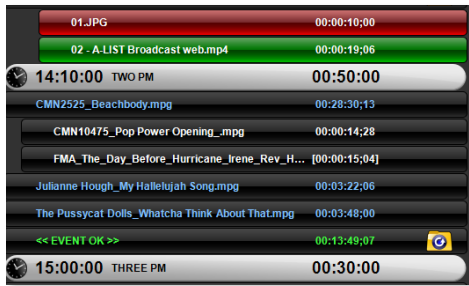 01.JPG 00:00:10;00
02 - A-LIST Broadcast web.mp4 00:00:19;06
14:10:00 TWO PM 00:50:00
CMN2525_Beachbody.mpg 00:28:30;13
CMN10475_Pop Power Opening_.mpg 00:00:14;28
FMA_The_Day_Before_Hurricane_Irene_Rev_H... [00:00:15;04]
Julianne Hough_My Hallelujah Song.mpg 00:03:22;06
The Pussycat Dolls_Whatcha Think About That.mpg 00:03:48;00
<< EVENT OK >> 00:13:49;07
15:00:00 THREE PM 00:30:00